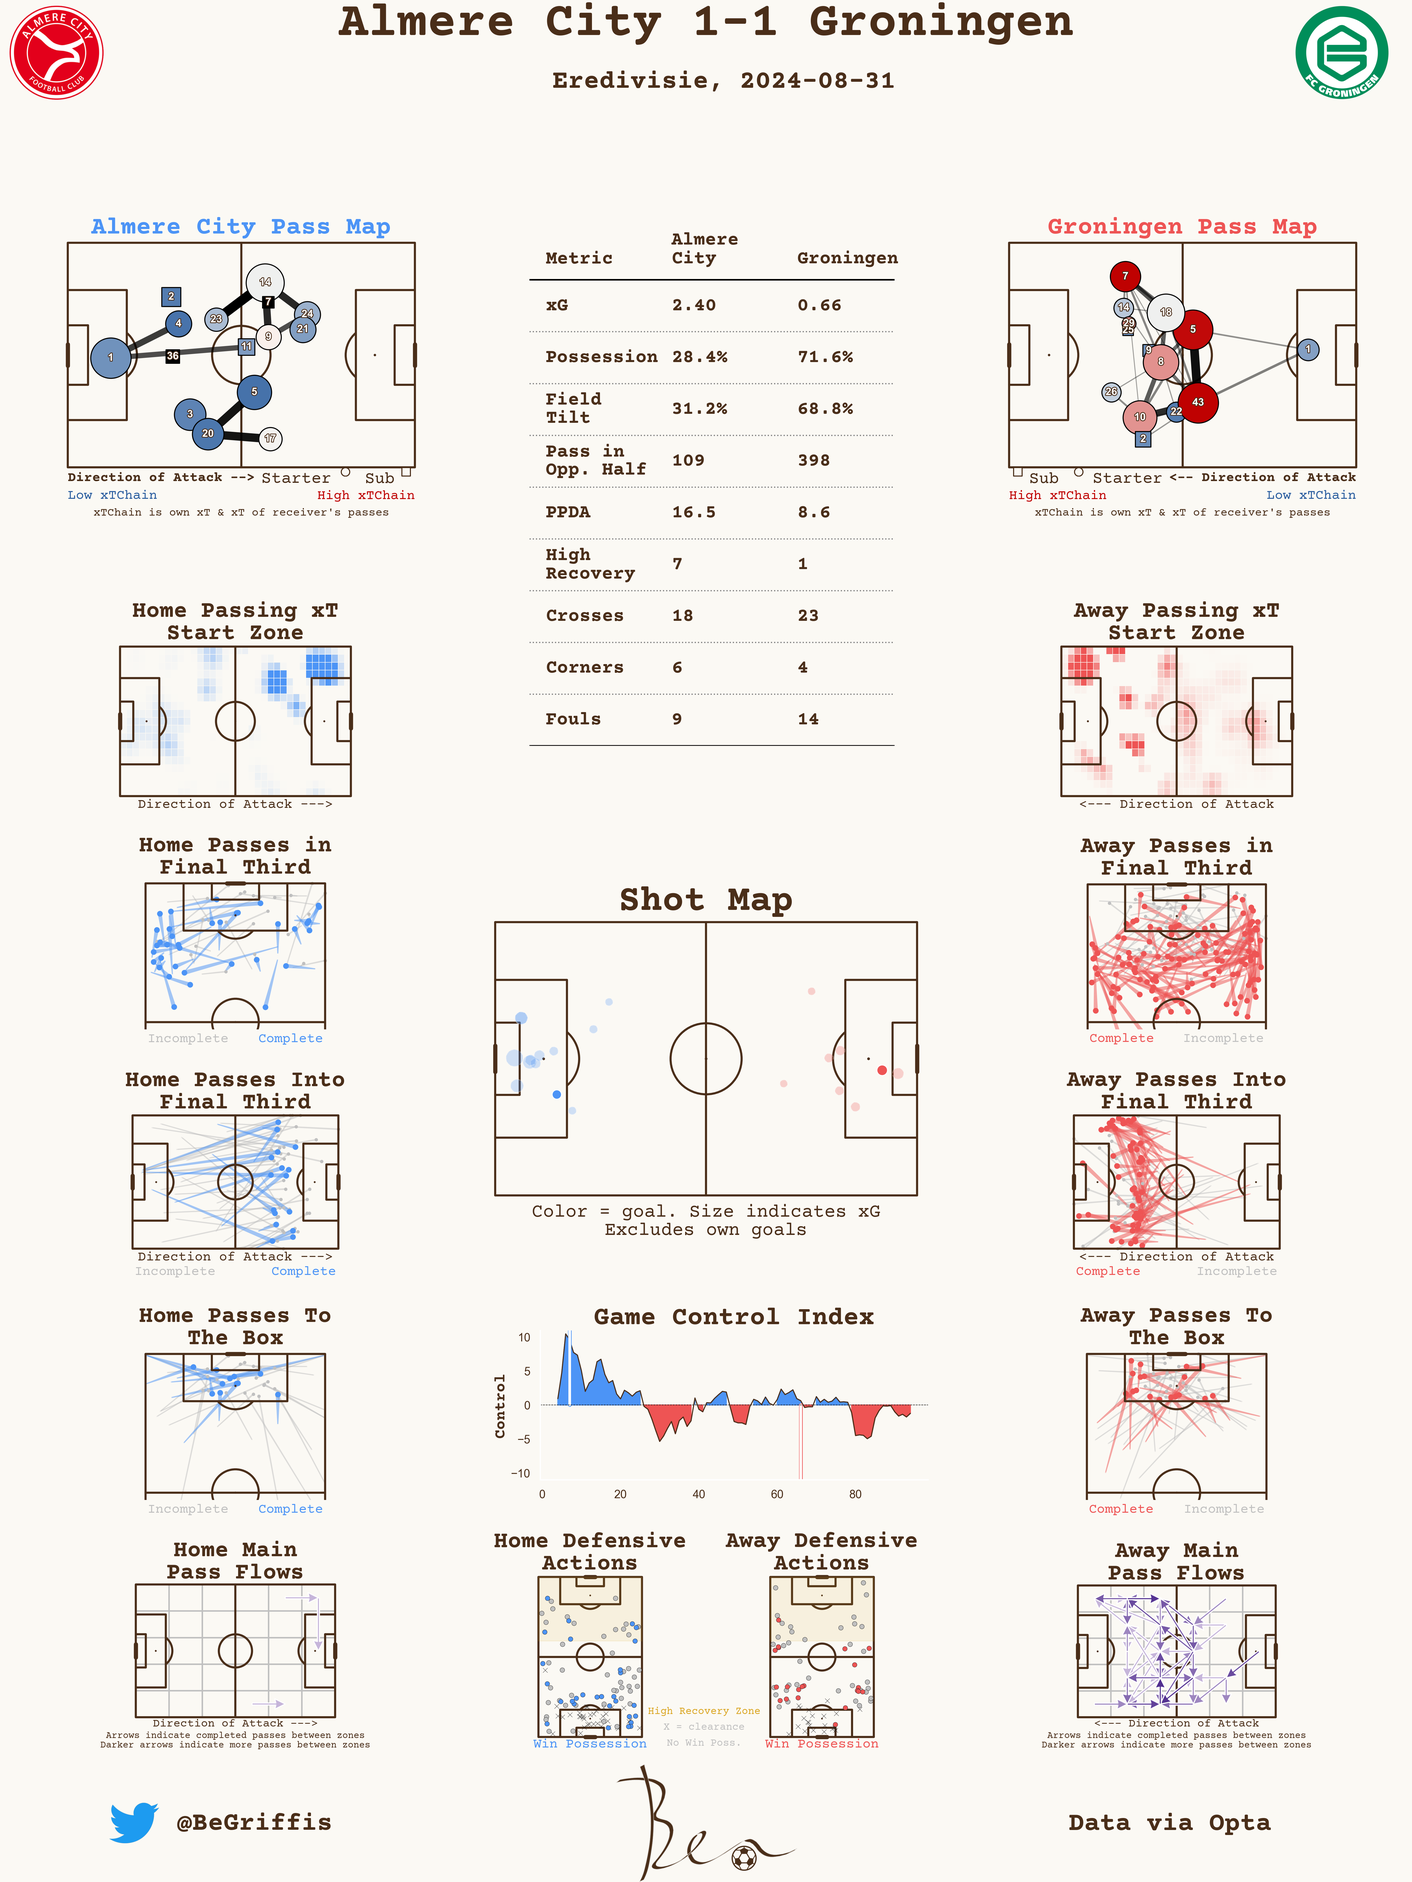 Almere City 1-1 Groningen
Eredivisie, 2024-08-31
ALMERE CITY
FOOTBALL CLUB
FC GRONINGEN
Almere City Pass Map
14
7
2
23
24
4
21
9
11
1
36
5
3
20
17
Direction of Attack --> Starter Sub
Low xTChain High xTChain
xTChain is own xT & xT of receiver's passes
Metric Almere City Groningen
xG 2.40 0.66
Possession 28.4% 71.6%
Field Tilt 31.2% 68.8%
Pass in Opp. Half 109 398
PPDA 16.5 8.6
High Recovery 7 1
Crosses 18 23
Corners 6 4
Fouls 9 14
Groningen Pass Map
7
14
18
29
25
5
9
8
1
26
43
10
22
2
Sub Starter <-- Direction of Attack
High xTChain Low xTChain
xTChain is own xT & xT of receiver's passes
Home Passing xT
Start Zone
Direction of Attack --->
Away Passing xT
Start Zone
<--- Direction of Attack
Home Passes in
Final Third
Incomplete Complete
Away Passes in
Final Third
Complete Incomplete
Shot Map
Color = goal. Size indicates xG
Excludes own goals
Home Passes Into
Final Third
Direction of Attack --->
Incomplete Complete
Away Passes Into
Final Third
<--- Direction of Attack
Complete Incomplete
Home Passes To
The Box
Incomplete Complete
Game Control Index
Control
10
5
0
−5
−10
0 20 40 60 80
Away Passes To
The Box
Complete Incomplete
Home Main
Pass Flows
Direction of Attack --->
Arrows indicate completed passes between zones
Darker arrows indicate more passes between zones
Home Defensive
Actions
Win Possession
Away Defensive
Actions
Win Possession
High Recovery Zone
X = clearance
No Win Poss.
Away Main
Pass Flows
<--- Direction of Attack
Arrows indicate completed passes between zones
Darker arrows indicate more passes between zones
@BeGriffis
Ben
Data via Opta